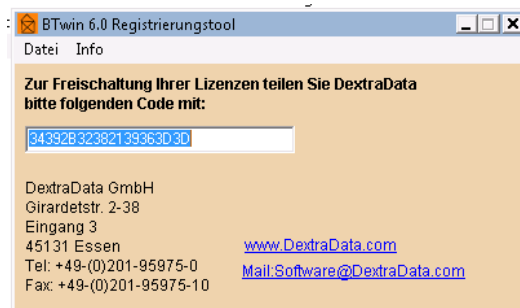 BTwin 6.0 Registrierungstool
Datei Info
Zur Freischaltung Ihrer Lizenzen teilen Sie DextraData
bitte folgenden Code mit:
34392B32382139363D3D
DextraData GmbH
Girardetstr. 2-38
Eingang 3
45131 Essen
www.DextraData.com
Tel: +49-(0)201-95975-0
Mail:Software@DextraData.com
Fax: +49-(0)201-95975-10